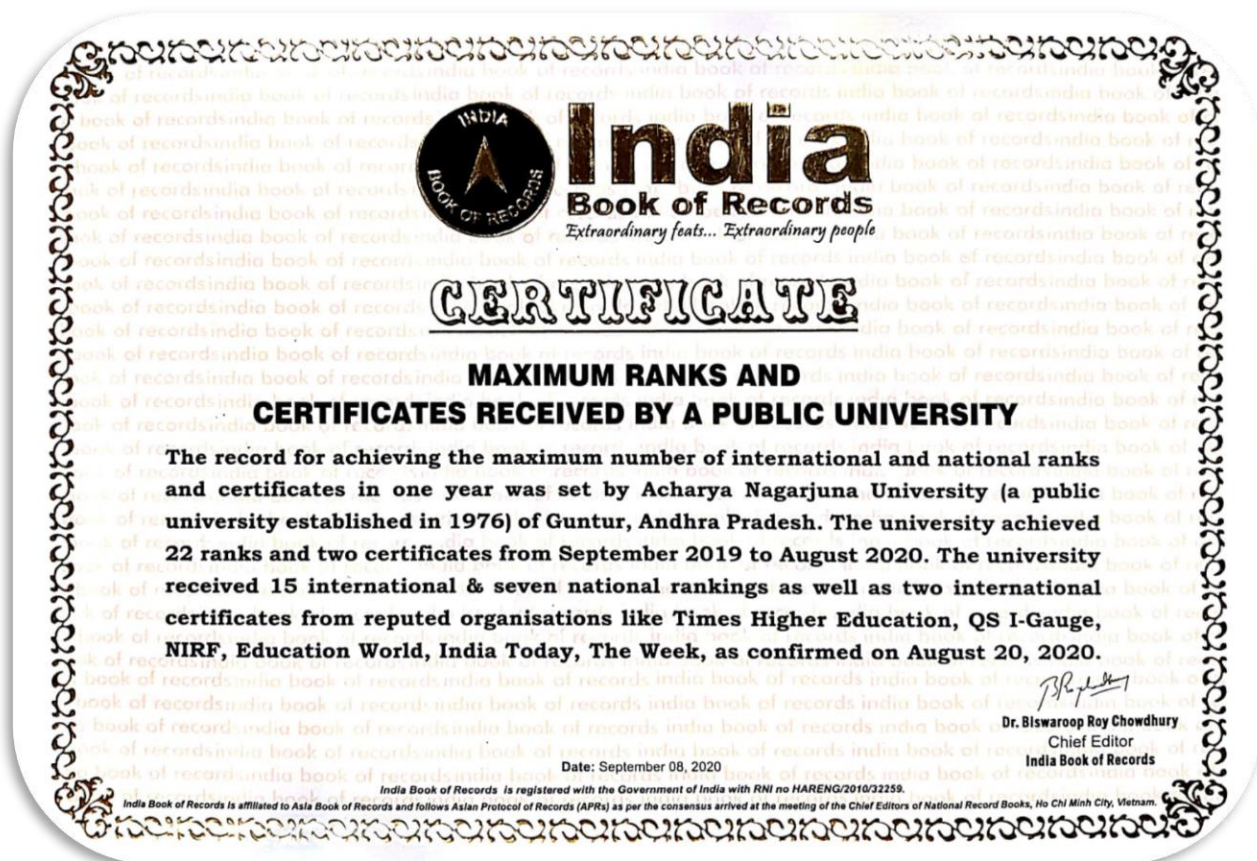 INDIA
BOOK OF RECORDS
India
Book of Records
Extraordinary feats... Extraordinary people
CERTIFICATE
MAXIMUM RANKS AND
CERTIFICATES RECEIVED BY A PUBLIC UNIVERSITY
The record for achieving the maximum number of international and national ranks
and certificates in one year was set by Acharya Nagarjuna University (a public
university established in 1976) of Guntur, Andhra Pradesh. The university achieved
22 ranks and two certificates from September 2019 to August 2020. The university
received 15 international & seven national rankings as well as two international
certificates from reputed organisations like Times Higher Education, QS I-Gauge,
NIRF, Education World, India Today, The Week, as confirmed on August 20, 2020.
Dr. Biswaroop Roy Chowdhury
Chief Editor
India Book of Records
Date: September 08, 2020
India Book of Records is registered with the Government of India with RNI no HARENG/2010/32259.
India Book of Records is affiliated to Asia Book of Records and follows Asian Protocol of Records (APR) as per the consensus arrived at the meeting of the Chief Editors of National Record Books, Ho Chi Minh City, Vietnam.